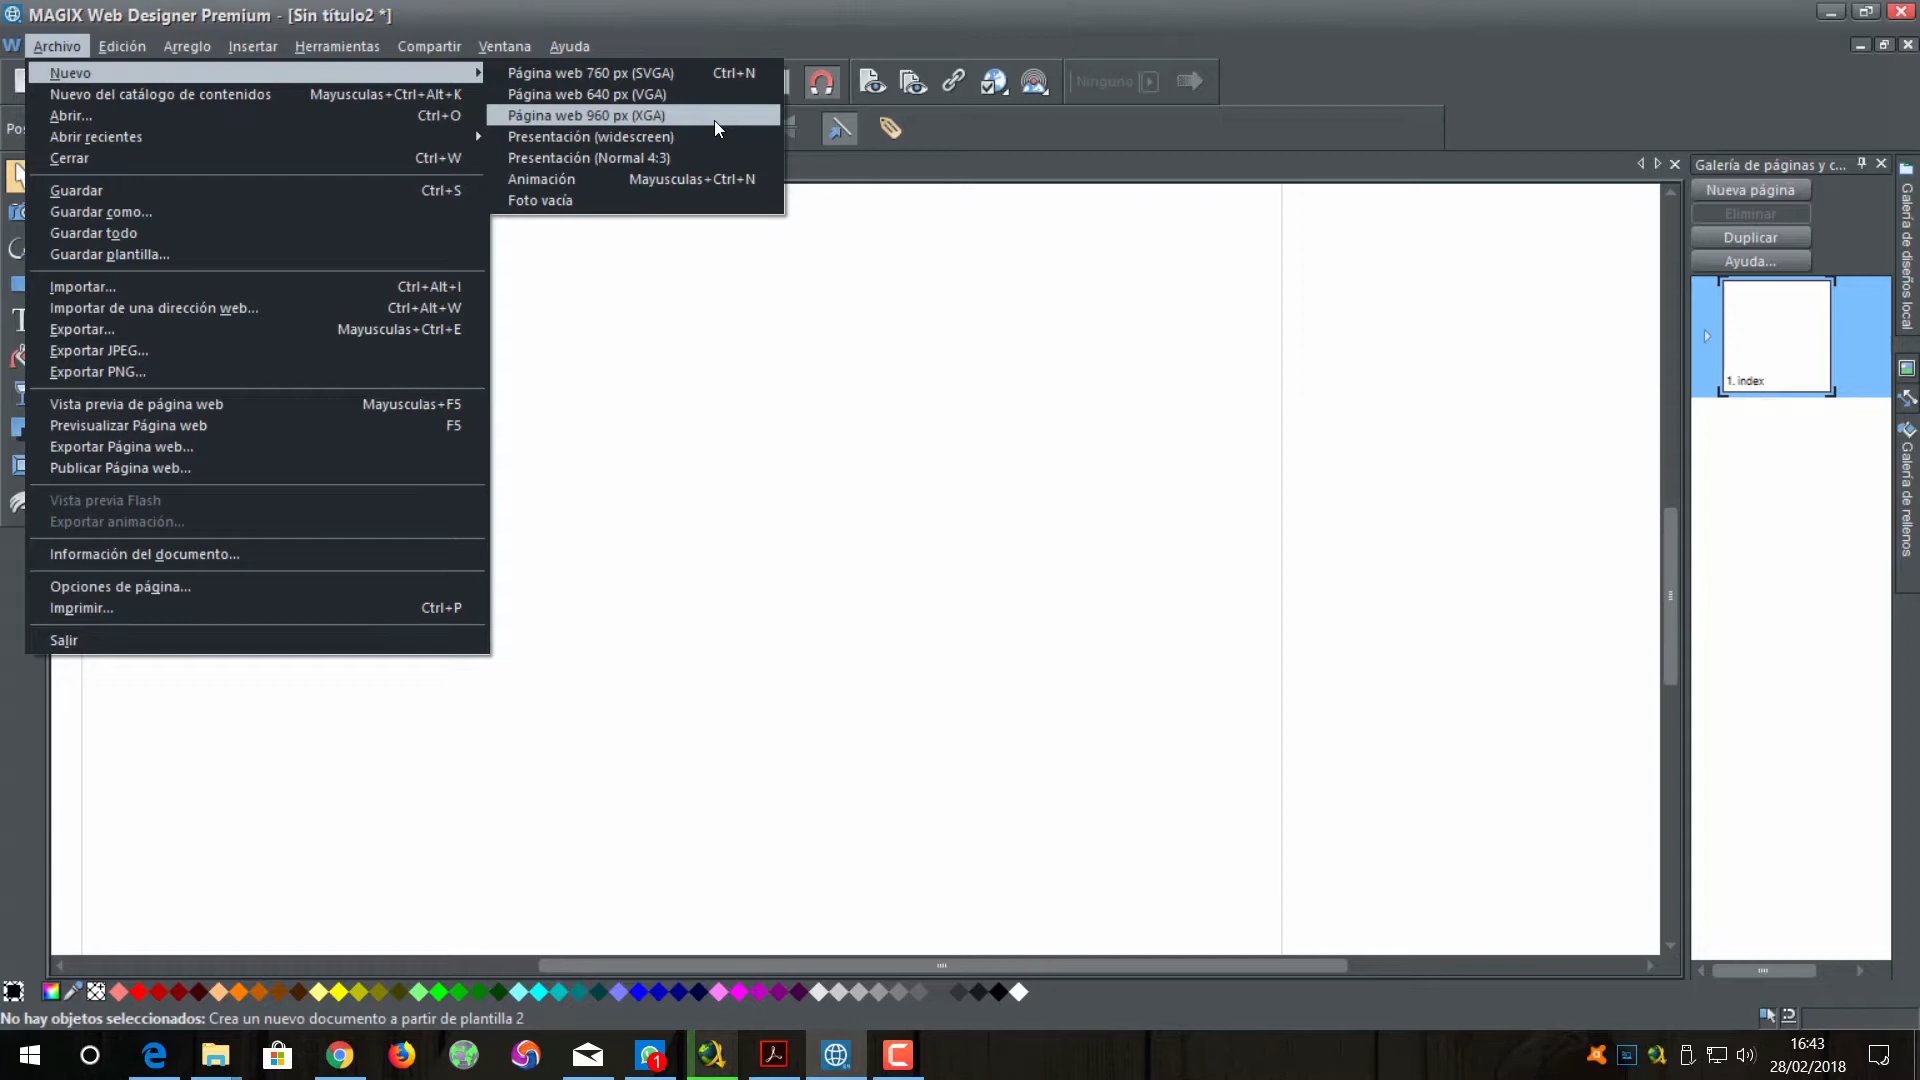 MAGIX Web Designer Premium - [Sin título2 *]
Archivo Edición Arreglo Insertar Herramientas Compartir Ventana Ayuda
Nuevo
Nuevo del catálogo de contenidos Mayusculas+Ctrl+Alt+K
Abrir... Ctrl+O
Abrir recientes
Cerrar Ctrl+W
Guardar Ctrl+S
Guardar como...
Guardar todo
Guardar plantilla...
Importar... Ctrl+Alt+I
Importar de una dirección web... Ctrl+Alt+W
Exportar... Mayusculas+Ctrl+E
Exportar JPEG...
Exportar PNG...
Vista previa de página web Mayusculas+F5
Previsualizar Página web F5
Exportar Página web...
Publicar Página web...
Vista previa Flash
Exportar animación...
Información del documento...
Opciones de página...
Imprimir... Ctrl+P
Salir
Página web 760 px (SVGA) Ctrl+N
Página web 640 px (VGA)
Página web 960 px (XGA)
Presentación (widescreen)
Presentación (Normal 4:3)
Animación Mayusculas+Ctrl+N
Foto vacía
Ninguno
Pos
Galería de páginas y c...
Nueva página
Eliminar
Duplicar
Ayuda...
1. index
Galería de diseños local
Galería de rellenos
No hay objetos seleccionados: Crea un nuevo documento a partir de plantilla 2
1
16:43
28/02/2018